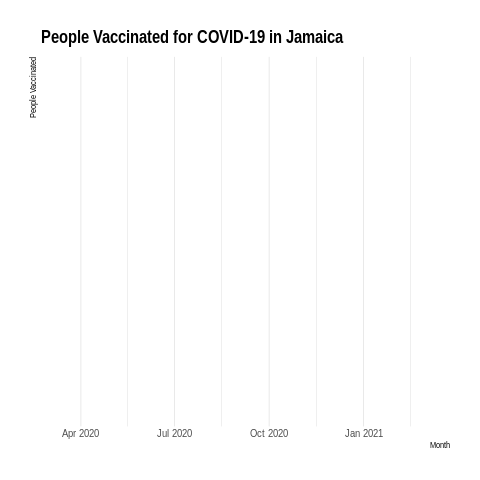 People Vaccinated for COVID-19 in Jamaica
People Vaccinated
Apr 2020
Jul 2020
Oct 2020
Jan 2021
Month